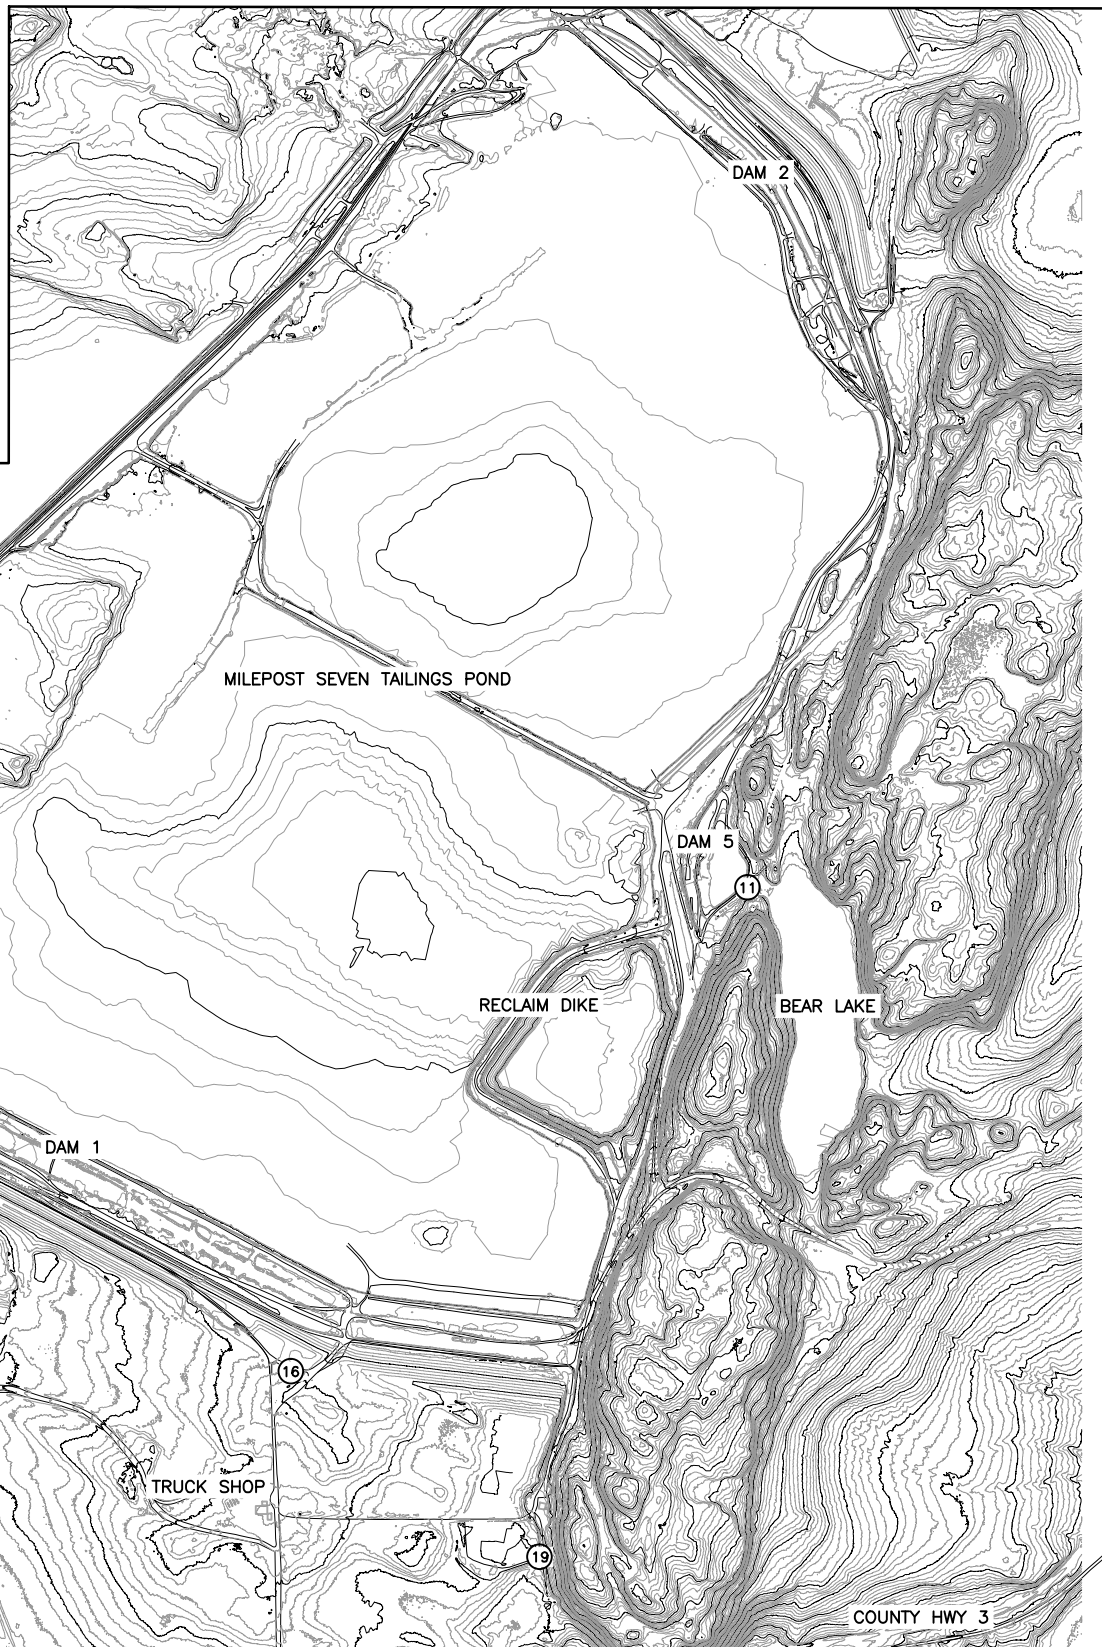 DAM 2
MILEPOST SEVEN TAILINGS POND
DAM 5
11
RECLAIM DIKE
BEAR LAKE
DAM 1
16
TRUCK SHOP
19
COUNTY HWY 3